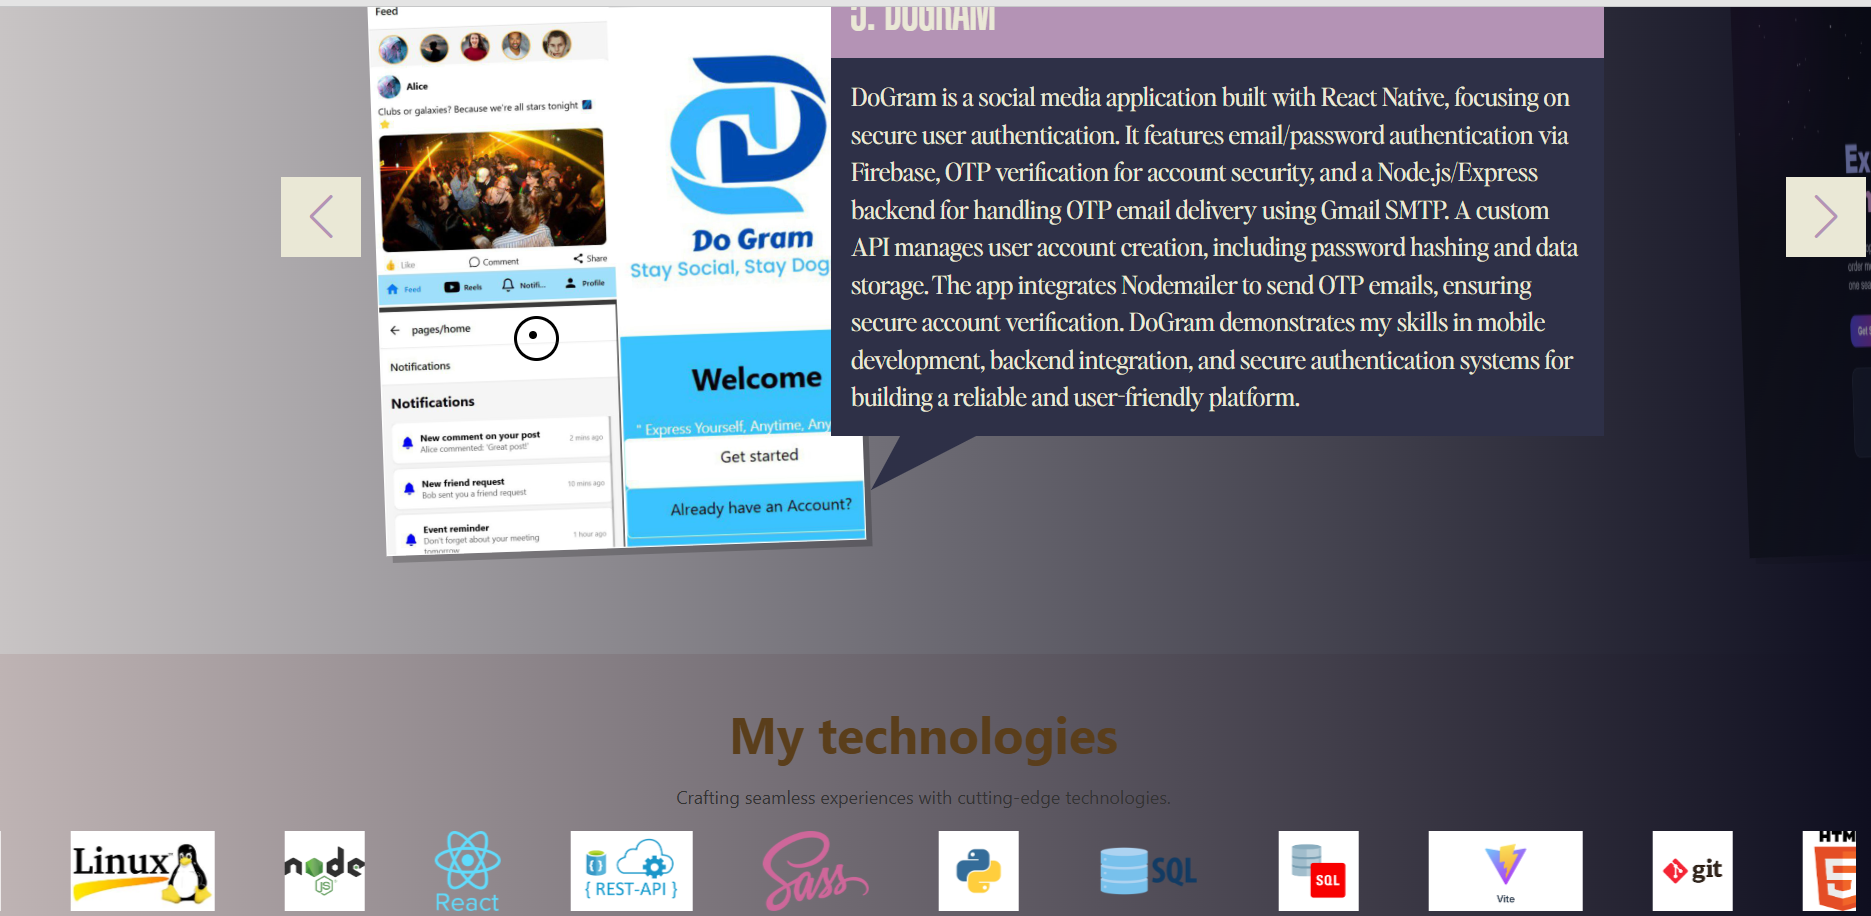 Feed
Alice
Clubs or galaxies? Because we're all stars tonight
Like
Comment
Share
Feed
Reels
Notifi...
Profile
pages/home
Notifications
Notifications
New comment on your post
2 mins ago
Alice commented: 'Great post!'
New friend request
10 mins ago
Bob sent you a friend request
Event reminder
1 hour ago
Don't forget about your meeting
tomorrow
Do Gram
Stay Social, Stay Dog
Welcome
" Express Yourself, Anytime, Any
Get started
Already have an Account?
5. DOGRAM
DoGram is a social media application built with React Native, focusing on
secure user authentication. It features email/password authentication via
Firebase, OTP verification for account security, and a Node.js/Express
backend for handling OTP email delivery using Gmail SMTP. A custom
API manages user account creation, including password hashing and data
storage. The app integrates Nodemailer to send OTP emails, ensuring
secure account verification. DoGram demonstrates my skills in mobile
development, backend integration, and secure authentication systems for
building a reliable and user-friendly platform.
Ex
order
one
Get
My technologies
Crafting seamless experiences with cutting-edge technologies.
Linux
node
JS
React
{ REST-API }
Sass
SQL
SQL
Vite
git
HTM